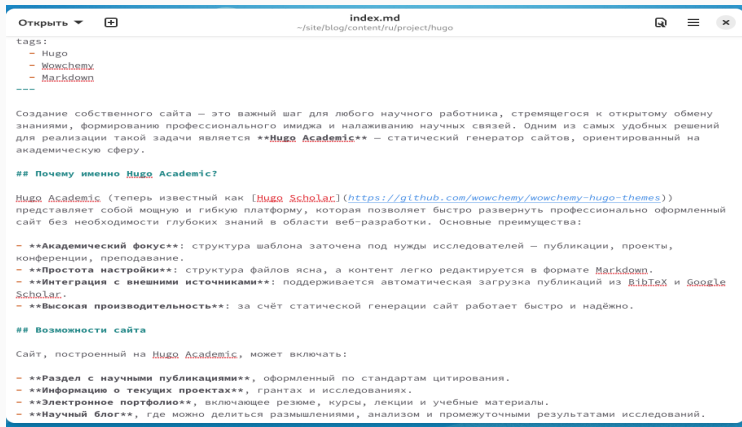 Открыть
index.md
~/site/blog/content/ru/project/hugo
tags:
  - Hugo
  - Wowchemy
  - Markdown
---
Создание собственного сайта — это важный шаг для любого научного работника, стремящегося к открытому обмену
знаниями, формированию профессионального имиджа и налаживанию научных связей. Одним из самых удобных решений
для реализации такой задачи является **Hugo Academic** — статический генератор сайтов, ориентированный на
академическую сферу.
## Почему именно Hugo Academic?
Hugo Academic (теперь известный как [Hugo Scholar](https://github.com/wowchemy/wowchemy-hugo-themes))
представляет собой мощную и гибкую платформу, которая позволяет быстро развернуть профессионально оформленный
сайт без необходимости глубоких знаний в области веб-разработки. Основные преимущества:
- **Академический фокус**: структура шаблона заточена под нужды исследователей — публикации, проекты,
конференции, преподавание.
- **Простота настройки**: структура файлов ясна, а контент легко редактируется в формате Markdown.
- **Интеграция с внешними источниками**: поддерживается автоматическая загрузка публикаций из BibTeX и Google
Scholar.
- **Высокая производительность**: за счёт статической генерации сайт работает быстро и надёжно.
## Возможности сайта
Сайт, построенный на Hugo Academic, может включать:
- **Раздел с научными публикациями**, оформленный по стандартам цитирования.
- **Информацию о текущих проектах**, грантах и исследованиях.
- **Электронное портфолио**, включающее резюме, курсы, лекции и учебные материалы.
- **Научный блог**, где можно делиться размышлениями, анализом и промежуточными результатами исследований.